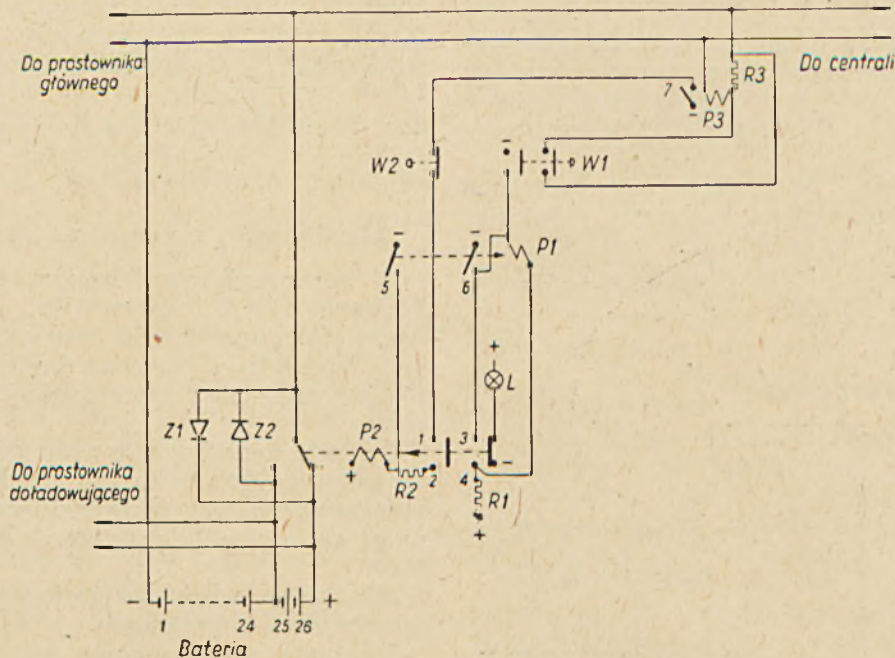 Do prostownika
głównego
Do centrali
R3
7
P3
W2
W1
P1
5
6
+
L
Z1
Z2
P2
1
3
+
R2
2
4
R1
+
Do prostownika
doładowującego
-
1
24
25
26
+
Bateria